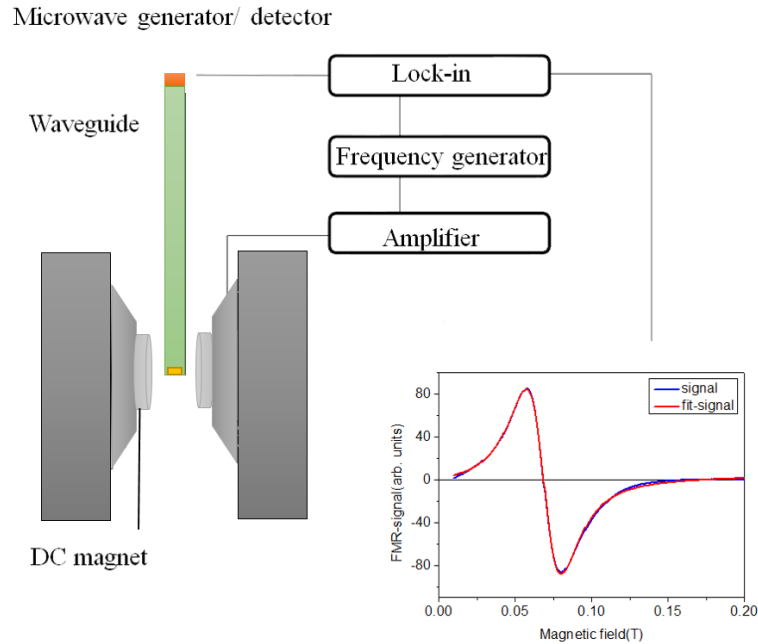 Microwave generator/ detector
Lock-in
Waveguide
Frequency generator
Amplifier
DC magnet
signal
fit-signal
80
40
0
-40
-80
FMR-signal(arb. units)
0.00 0.05 0.10 0.15 0.20
Magnetic field(T)